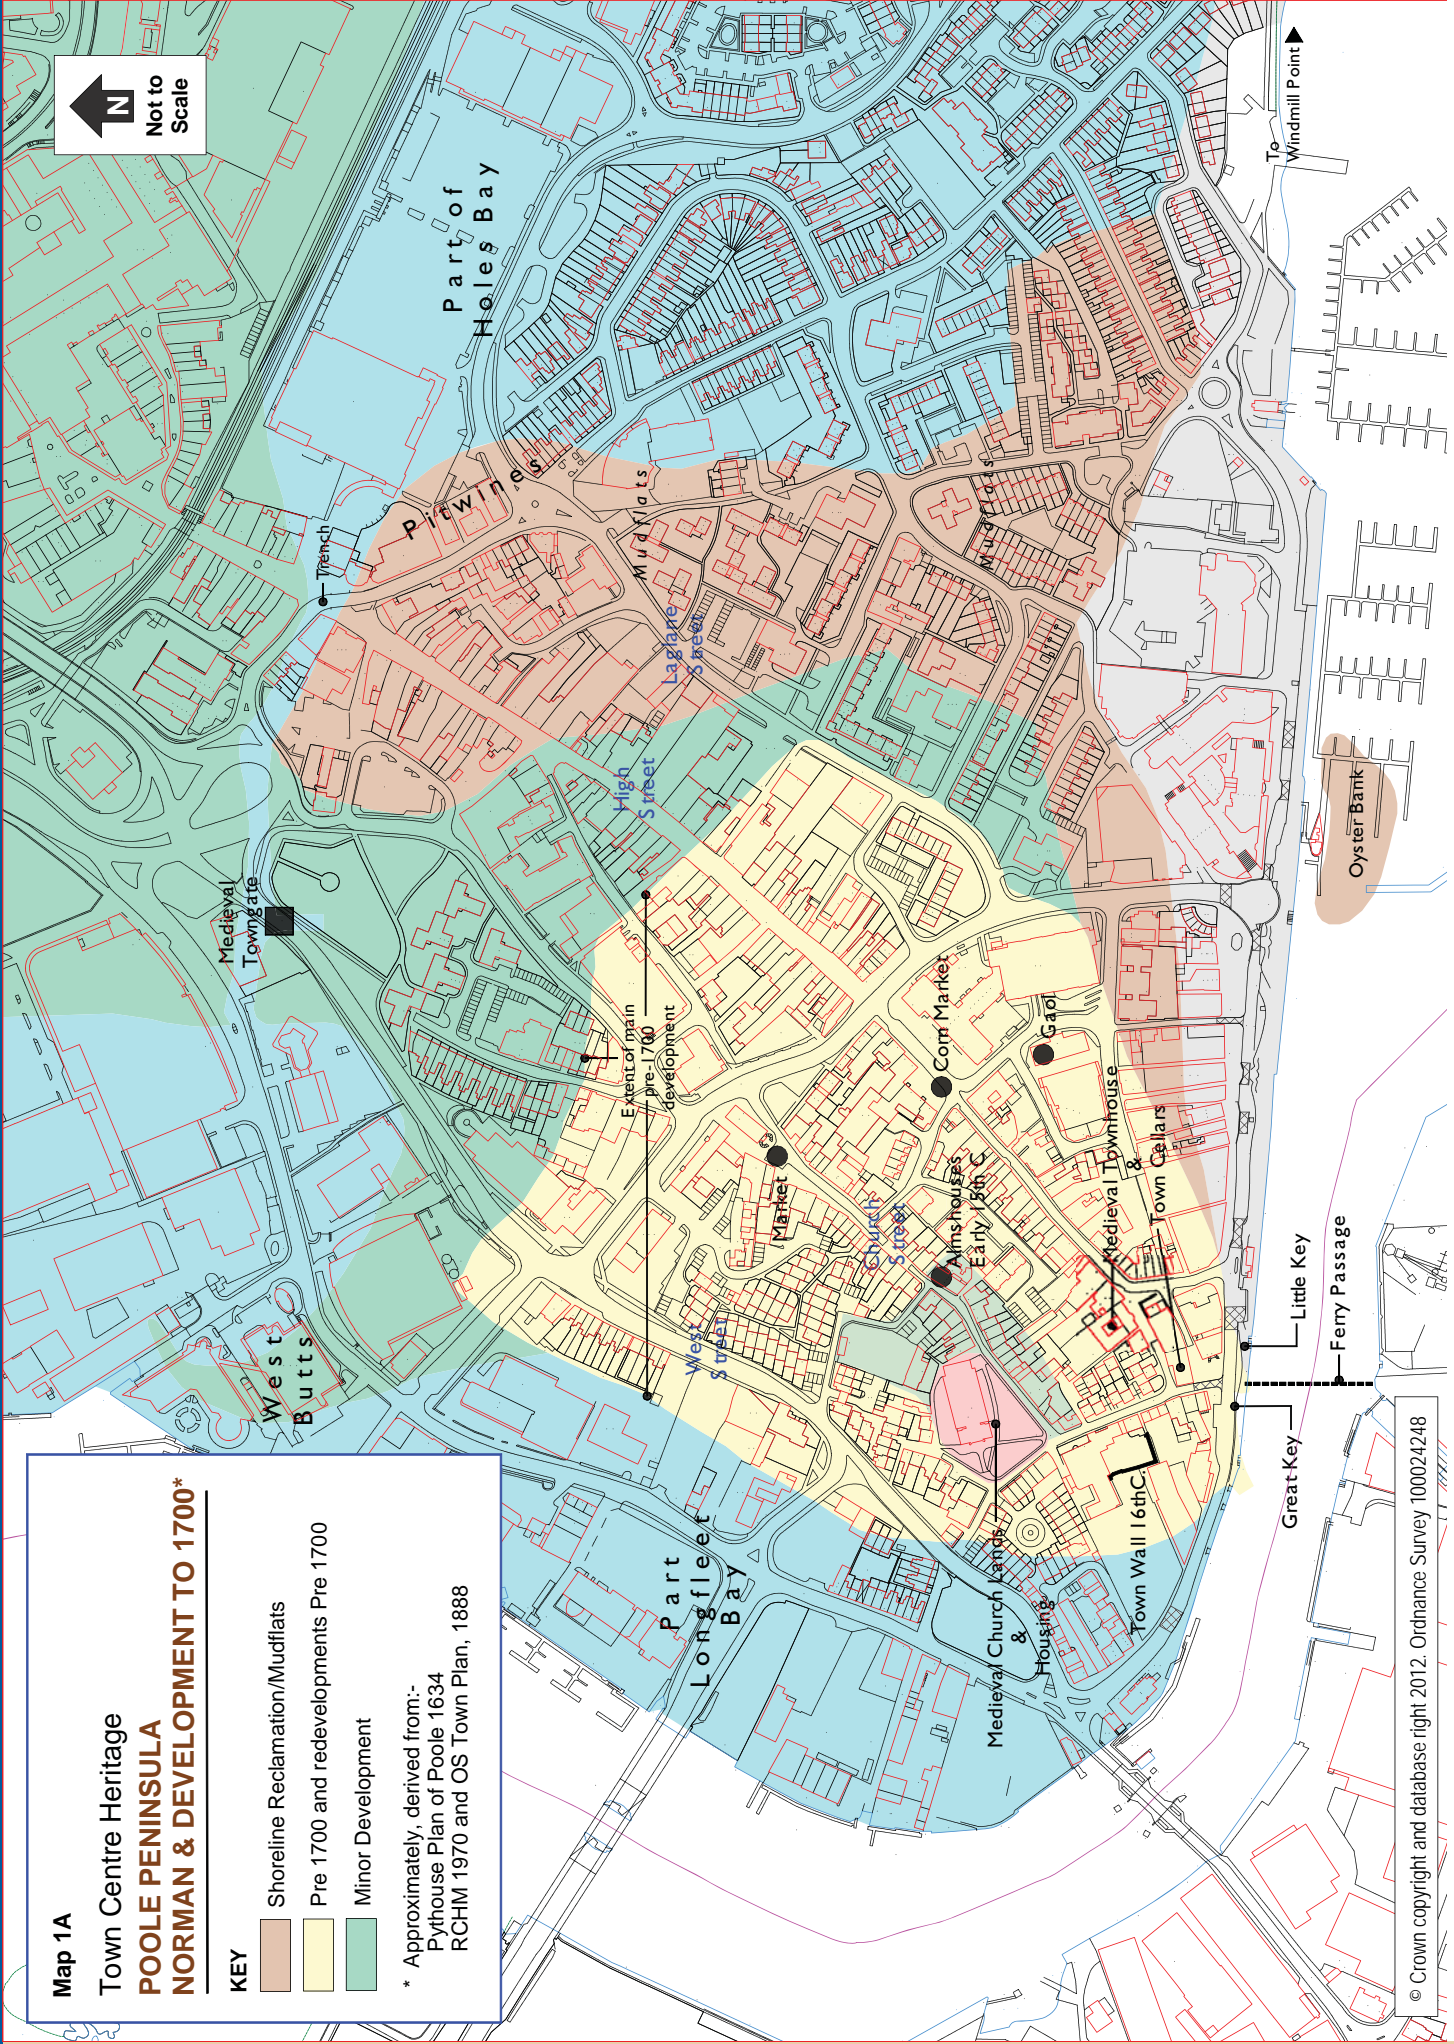 Map 1A
Town Centre Heritage
POOLE PENINSULA
NORMAN & DEVELOPMENT TO 1700*
KEY
Shoreline Reclamation/Mudflats
Pre 1700 and redevelopments Pre 1700
Minor Development
* Approximately, derived from:-
Pythouse Plan of Poole 1634
RCHM 1970 and OS Town Plan, 1888
N
Not to
Scale
Part of
Holes Bay
Trench
Pitwines
Mudflats
Mudflats
Laglane
Street
High
Street
Medieval
Towngate
West
Butts
Extent of main
pre-1700
development
Market
Corn Market
Gaol
Church
Street
West
Street
Almshouses
Early 15th C
Medieval Townhouse
&
Town Cellars
Part
Longfleet
Bay
Medieval Church Lands
&
Housing
Town Wall 16thC.
Great Key
Little Key
Ferry Passage
Oyster Bank
To
Windmill Point
© Crown copyright and database right 2012. Ordnance Survey 100024248